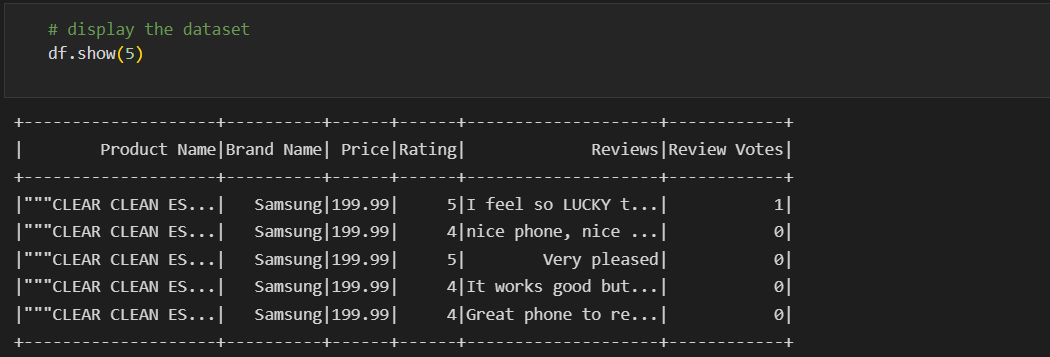 # display the dataset
df.show(5)
+--------------------+----------+------+------+--------------------+------------+
|        Product Name|Brand Name| Price|Rating|             Reviews|Review Votes|
+--------------------+----------+------+------+--------------------+------------+
|"""CLEAR CLEAN ES...|   Samsung|199.99|     5|I feel so LUCKY t...|           1|
|"""CLEAR CLEAN ES...|   Samsung|199.99|     4|nice phone, nice ...|           0|
|"""CLEAR CLEAN ES...|   Samsung|199.99|     5|        Very pleased|           0|
|"""CLEAR CLEAN ES...|   Samsung|199.99|     4|It works good but...|           0|
|"""CLEAR CLEAN ES...|   Samsung|199.99|     4|Great phone to re...|           0|
+--------------------+----------+------+------+--------------------+------------+